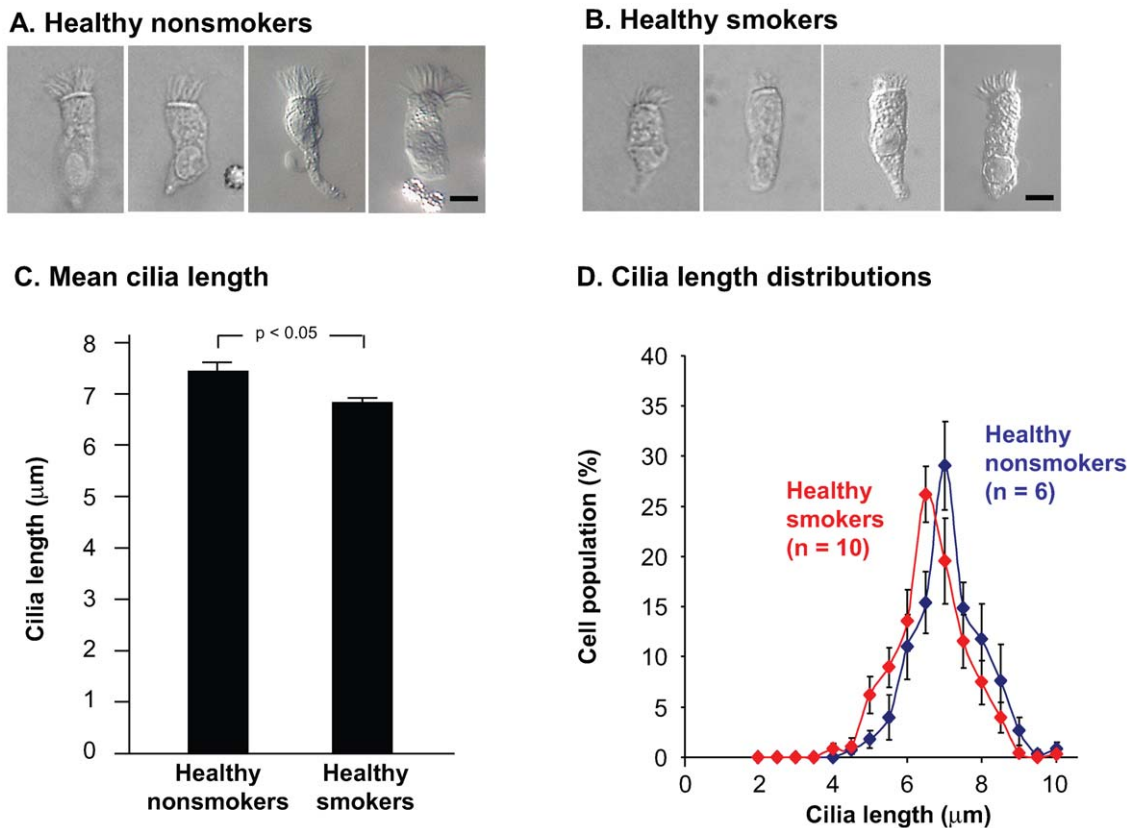 A. Healthy nonsmokers
B. Healthy smokers
C. Mean cilia length
p < 0.05
8
7
6
5
4
3
2
1
0
Cilia length (μm)
Healthy
nonsmokers
Healthy
smokers
D. Cilia length distributions
40
35
30
25
20
15
10
5
0
Cell population (%)
Healthy
smokers
(n = 10)
Healthy
nonsmokers
(n = 6)
0 2 4 6 8 10
Cilia length (μm)